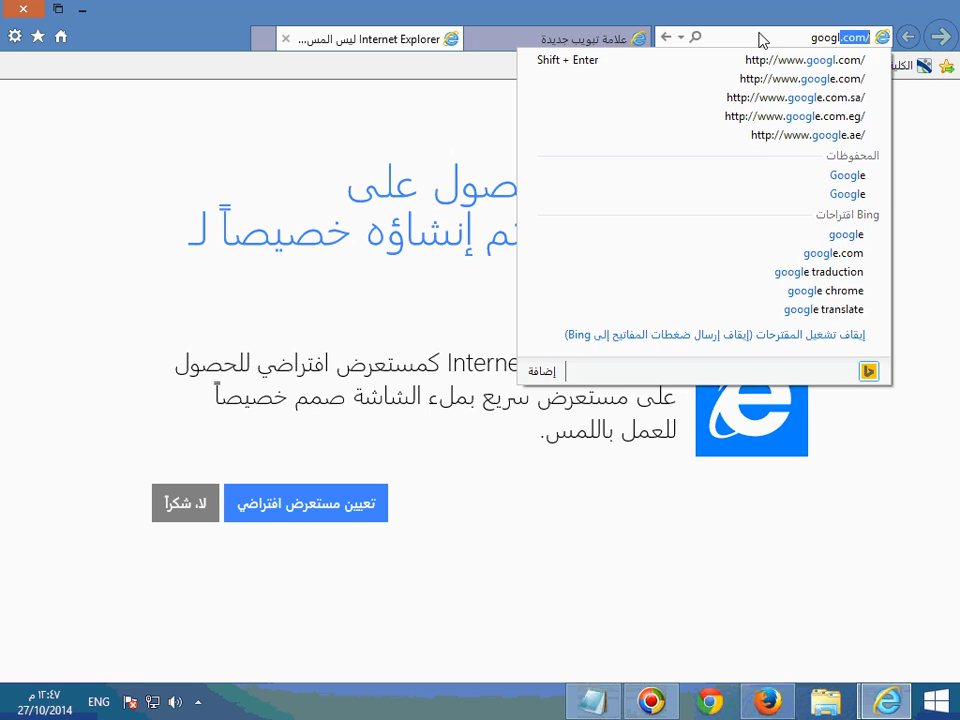 googl.com/
علامة تبويب جديدة
Internet Explorer ليس المس...
http://www.googl.com/
Shift + Enter
http://www.google.com/
http://www.google.com.sa/
http://www.google.com.eg/
http://www.google.ae/
المحفوظات
Google
Google
Bing اقتراحات
google
google.com
google traduction
google chrome
google translate
إيقاف تشغيل المقترحات (إيقاف إرسال ضغطات المفاتيح إلى Bing)
إضافة
الكلية
صول على
تم إنشاؤه خصيصاً لـ
كمستعرض افتراضي للحصول
على مستعرض سريع بملء الشاشة صمم خصيصاً
للعمل باللمس.
تعيين مستعرض افتراضي
لا، شكراً
ENG
١٢:٤٧ م
27/10/2014